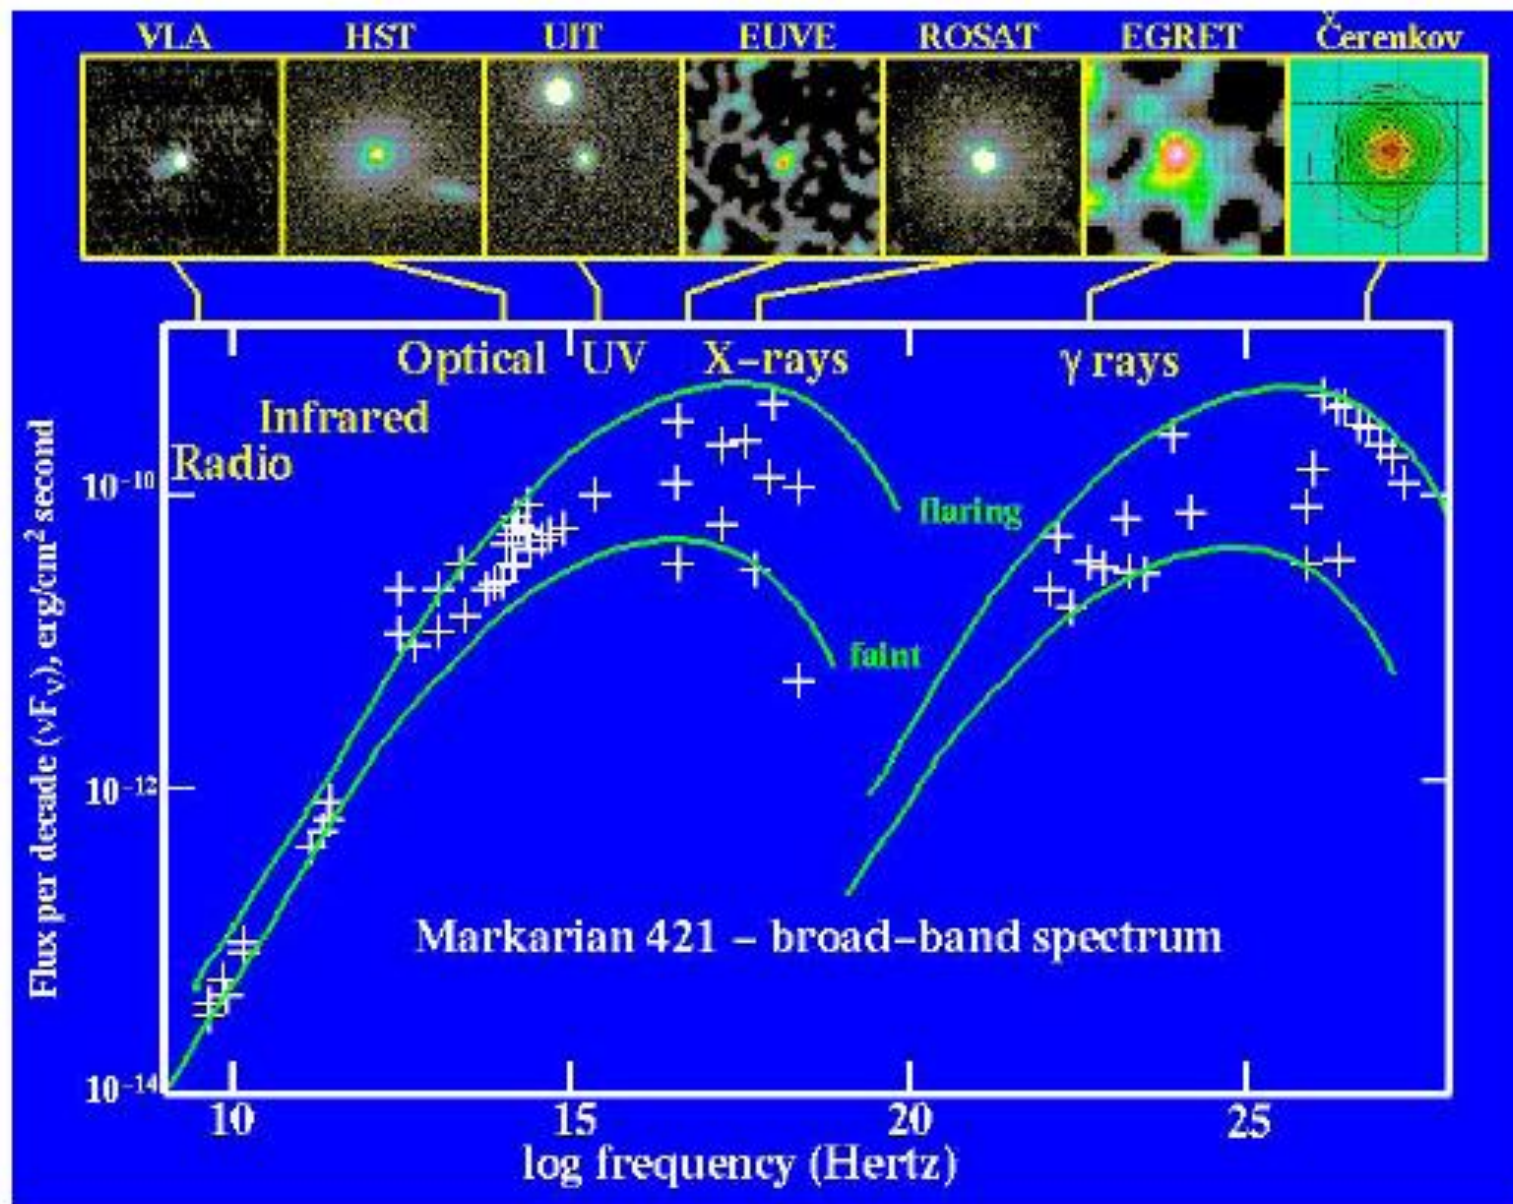 VLA HST UIT EUVE ROSAT EGRET Čerenkov
Optical UV X-rays γ rays
Infrared
Radio
flaring
faint
Markarian 421 - broad-band spectrum
Flux per decade (νFν), erg/cm² second
10⁻¹⁰
10⁻¹²
10⁻¹⁴
10 15 20 25
log frequency (Hertz)